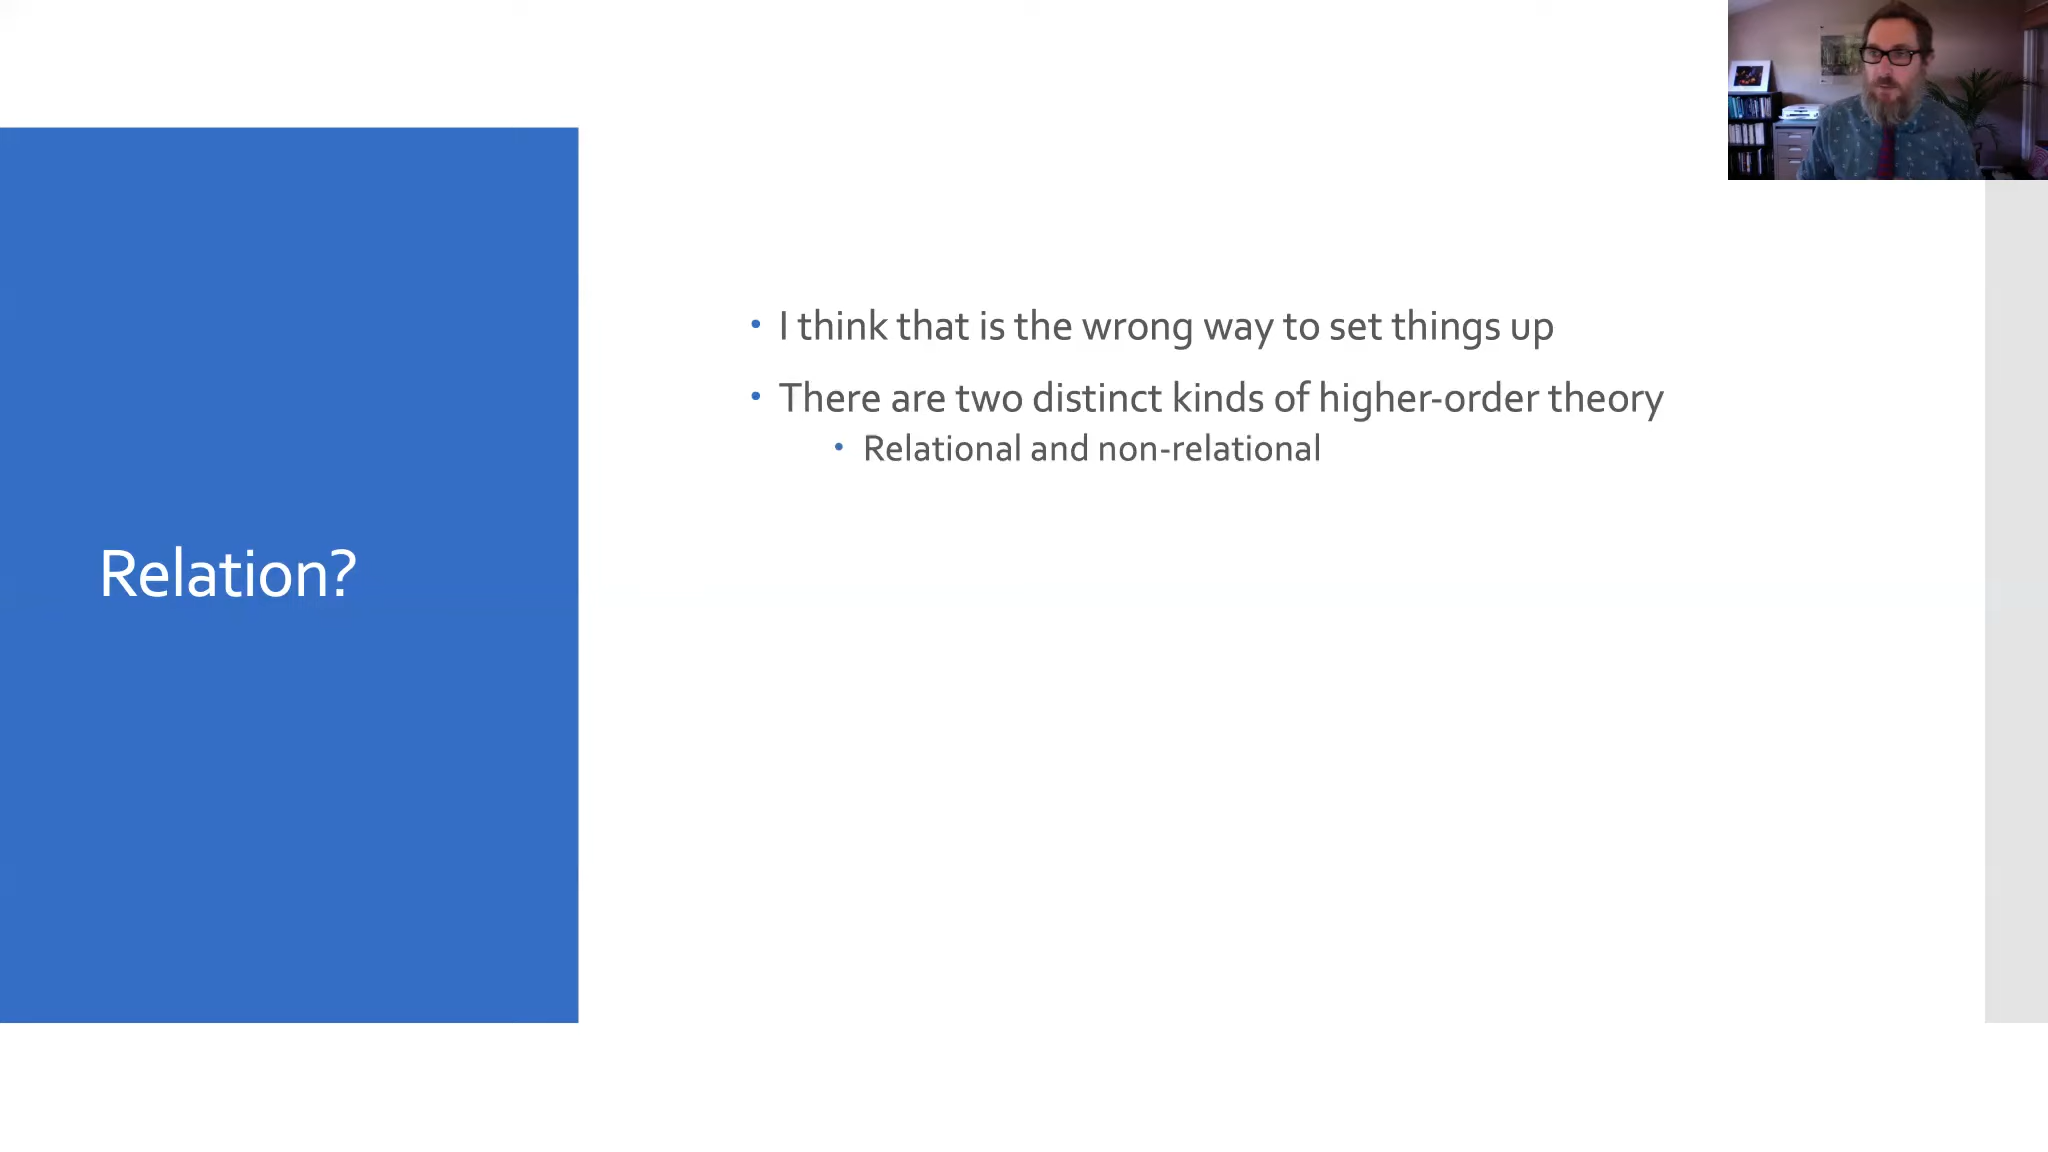 Relation?
• I think that is the wrong way to set things up
• There are two distinct kinds of higher-order theory
• Relational and non-relational